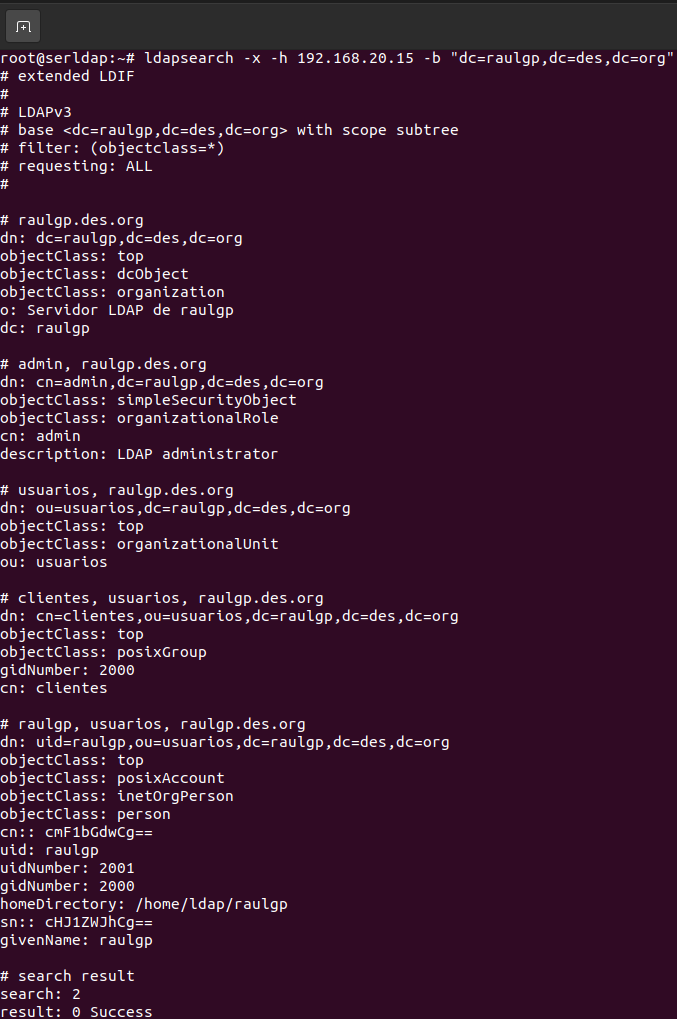 root@serldap:~# ldapsearch -x -h 192.168.20.15 -b "dc=raulgp,dc=des,dc=org"
# extended LDIF
#
# LDAPv3
# base <dc=raulgp,dc=des,dc=org> with scope subtree
# filter: (objectclass=*)
# requesting: ALL
#

# raulgp.des.org
dn: dc=raulgp,dc=des,dc=org
objectClass: top
objectClass: dcObject
objectClass: organization
o: Servidor LDAP de raulgp
dc: raulgp

# admin, raulgp.des.org
dn: cn=admin,dc=raulgp,dc=des,dc=org
objectClass: simpleSecurityObject
objectClass: organizationalRole
cn: admin
description: LDAP administrator

# usuarios, raulgp.des.org
dn: ou=usuarios,dc=raulgp,dc=des,dc=org
objectClass: top
objectClass: organizationalUnit
ou: usuarios

# clientes, usuarios, raulgp.des.org
dn: cn=clientes,ou=usuarios,dc=raulgp,dc=des,dc=org
objectClass: top
objectClass: posixGroup
gidNumber: 2000
cn: clientes

# raulgp, usuarios, raulgp.des.org
dn: uid=raulgp,ou=usuarios,dc=raulgp,dc=des,dc=org
objectClass: top
objectClass: posixAccount
objectClass: inetOrgPerson
objectClass: person
cn:: cmF1bGdwCg==
uid: raulgp
uidNumber: 2001
gidNumber: 2000
homeDirectory: /home/ldap/raulgp
sn:: cHJ1ZWJhCg==
givenName: raulgp

# search result
search: 2
result: 0 Success